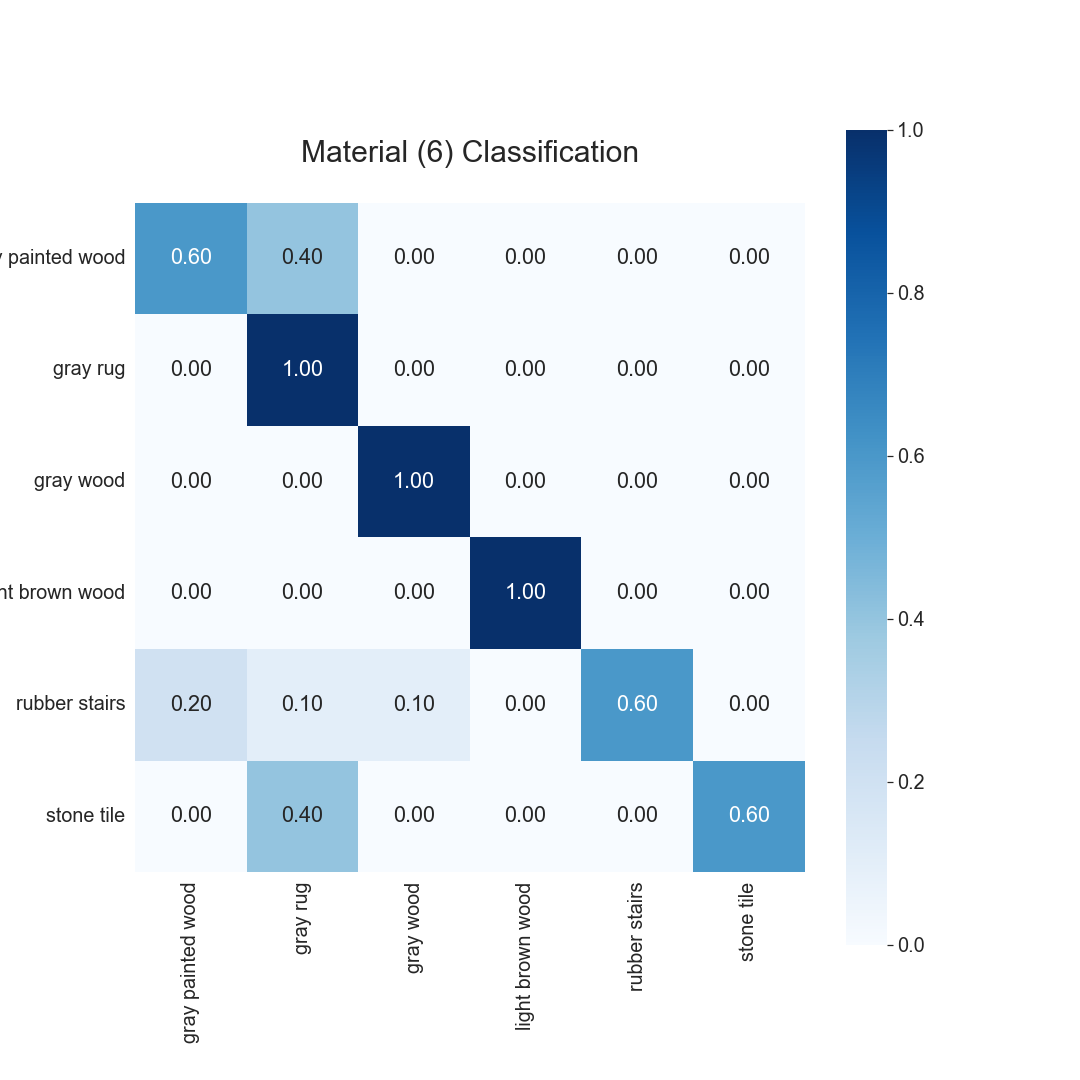 Material (6) Classification
1.0
0.8
0.6
0.4
0.2
0.0
painted wood 0.60 0.40 0.00 0.00 0.00 0.00
gray rug 0.00 1.00 0.00 0.00 0.00 0.00
gray wood 0.00 0.00 1.00 0.00 0.00 0.00
brown wood 0.00 0.00 0.00 1.00 0.00 0.00
rubber stairs 0.20 0.10 0.10 0.00 0.60 0.00
stone tile 0.00 0.40 0.00 0.00 0.00 0.60
gray painted wood
gray rug
gray wood
light brown wood
rubber stairs
stone tile